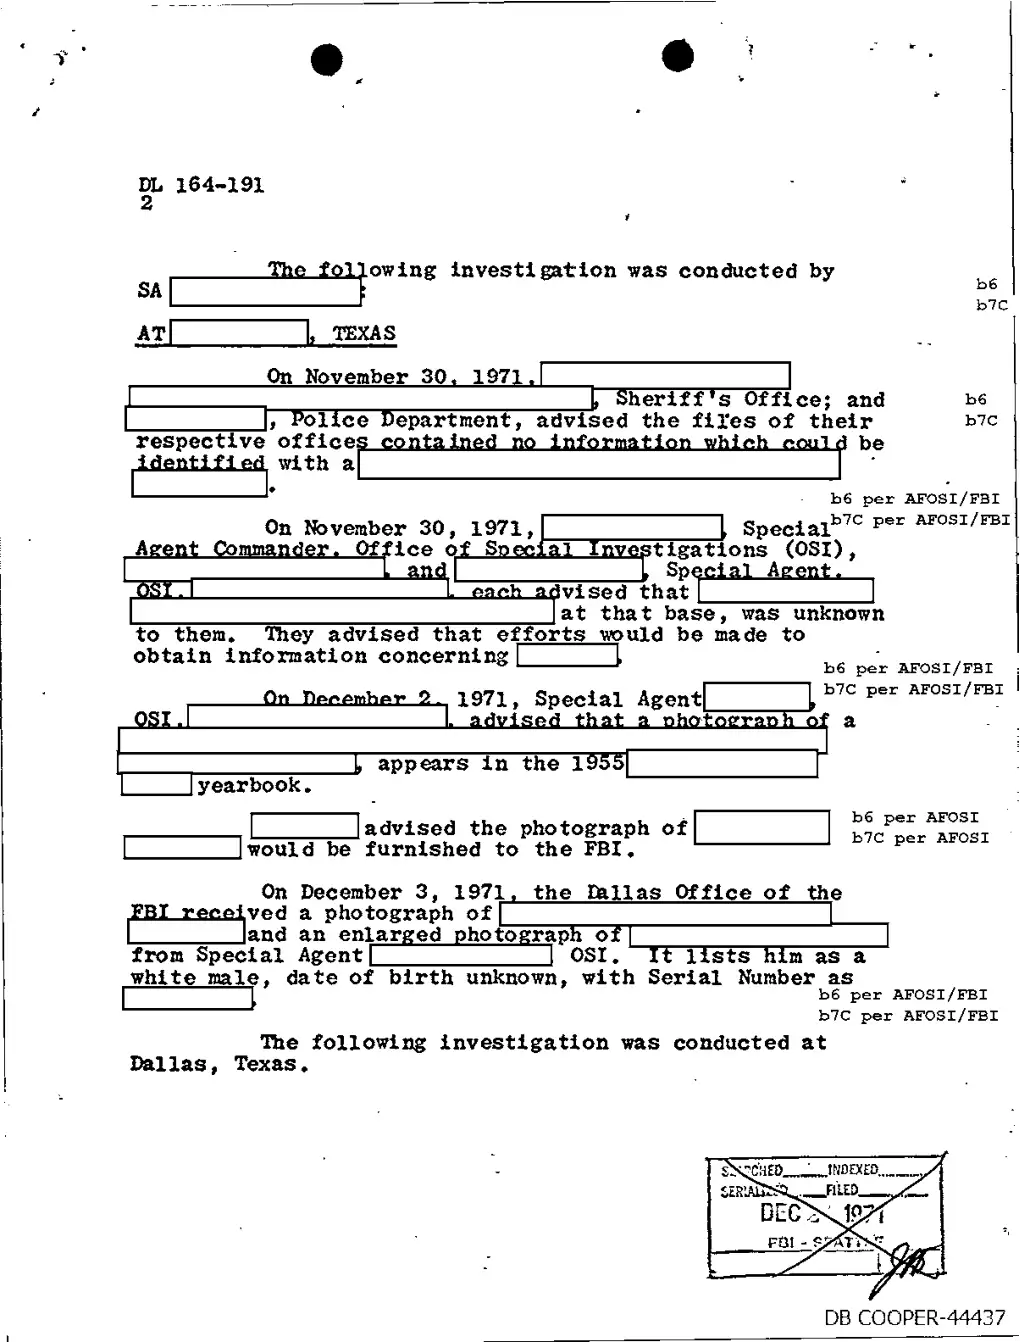 DL 164-191
2
The following investigation was conducted by
SA :
AT , TEXAS
b6
b7C
On November 30, 1971,
, Sheriff's Office; and
, Police Department, advised the files of their
respective offices contained no information which could be
identified with a
.
b6
b7C
b6 per AFOSI/FBI
b7C per AFOSI/FBI
On November 30, 1971, , Special
Agent Commander, Office of Special Investigations (OSI),
, and , Special Agent,
OSI, , each advised that
at that base, was unknown
to them. They advised that efforts would be made to
obtain information concerning .
b6 per AFOSI/FBI
b7C per AFOSI/FBI
On December 2, 1971, Special Agent ,
OSI, , advised that a photograph of a
, appears in the 1955
yearbook.
advised the photograph of
would be furnished to the FBI.
b6 per AFOSI
b7C per AFOSI
On December 3, 1971, the Dallas Office of the
FBI received a photograph of
and an enlarged photograph of
from Special Agent OSI. It lists him as a
white male, date of birth unknown, with Serial Number as
.
b6 per AFOSI/FBI
b7C per AFOSI/FBI
The following investigation was conducted at
Dallas, Texas.
INDEXED
FILED
DEC 1971
FBI - SEATTLE
DB COOPER-44437